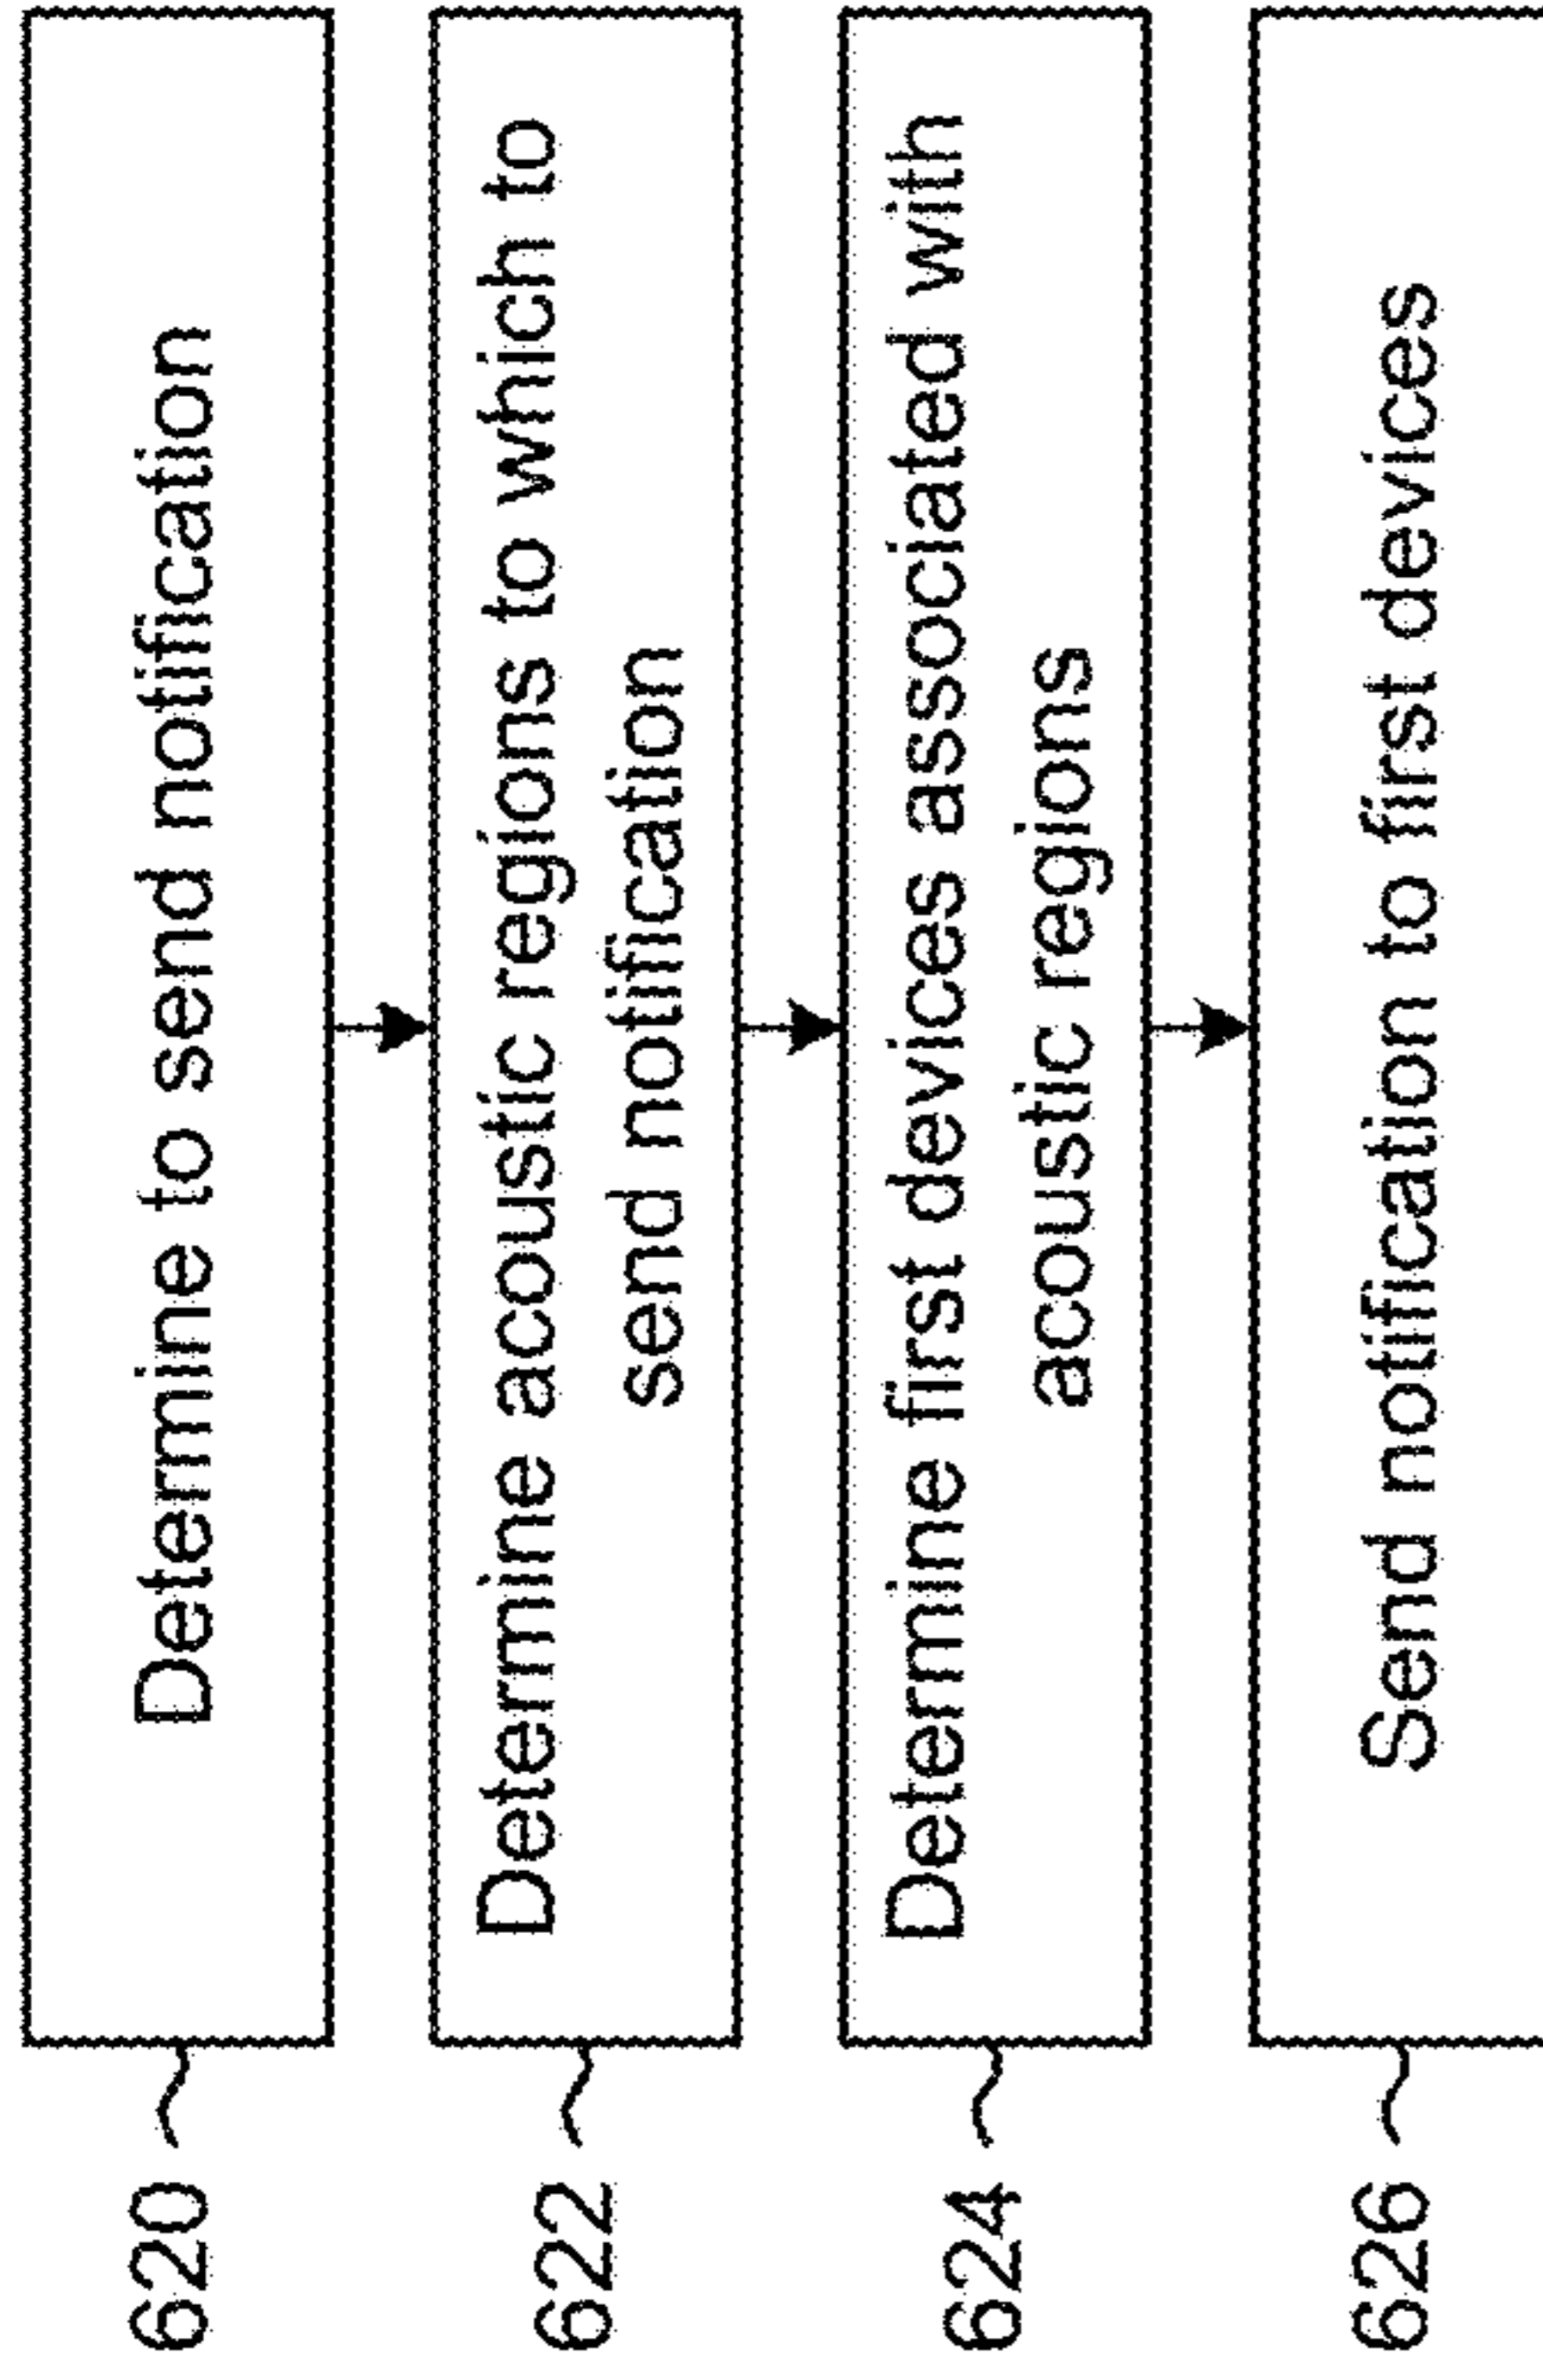 620
Determine to send notification
622
Determine acoustic regions to which to
send notification
624
Determine first devices associated with
acoustic regions
626
Send notification to first devices